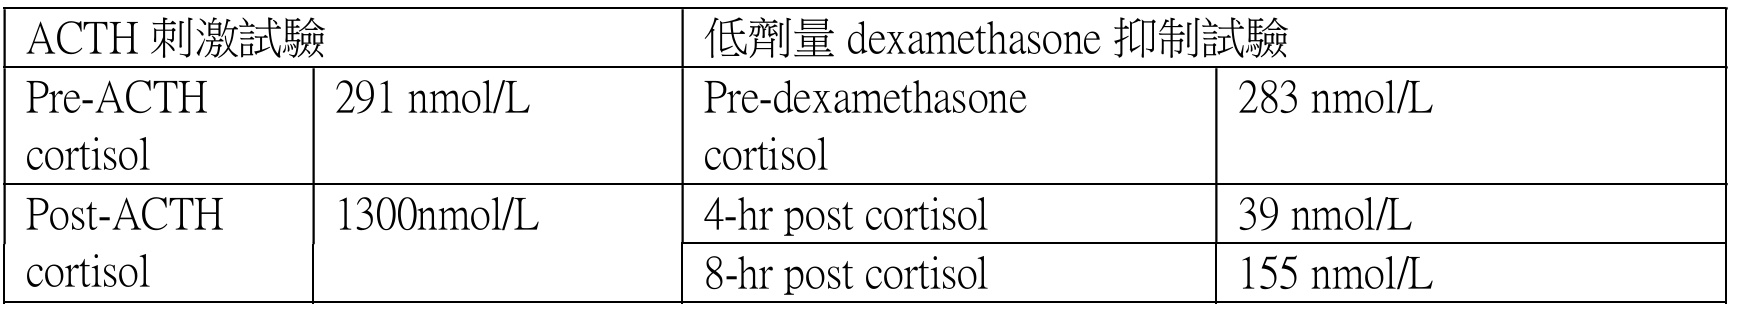 ACTH 刺激試驗
低劑量 dexamethasone 抑制試驗
Pre-ACTH
cortisol
291 nmol/L
Pre-dexamethasone
cortisol
283 nmol/L
Post-ACTH
cortisol
1300nmol/L
4-hr post cortisol
39 nmol/L
8-hr post cortisol
155 nmol/L